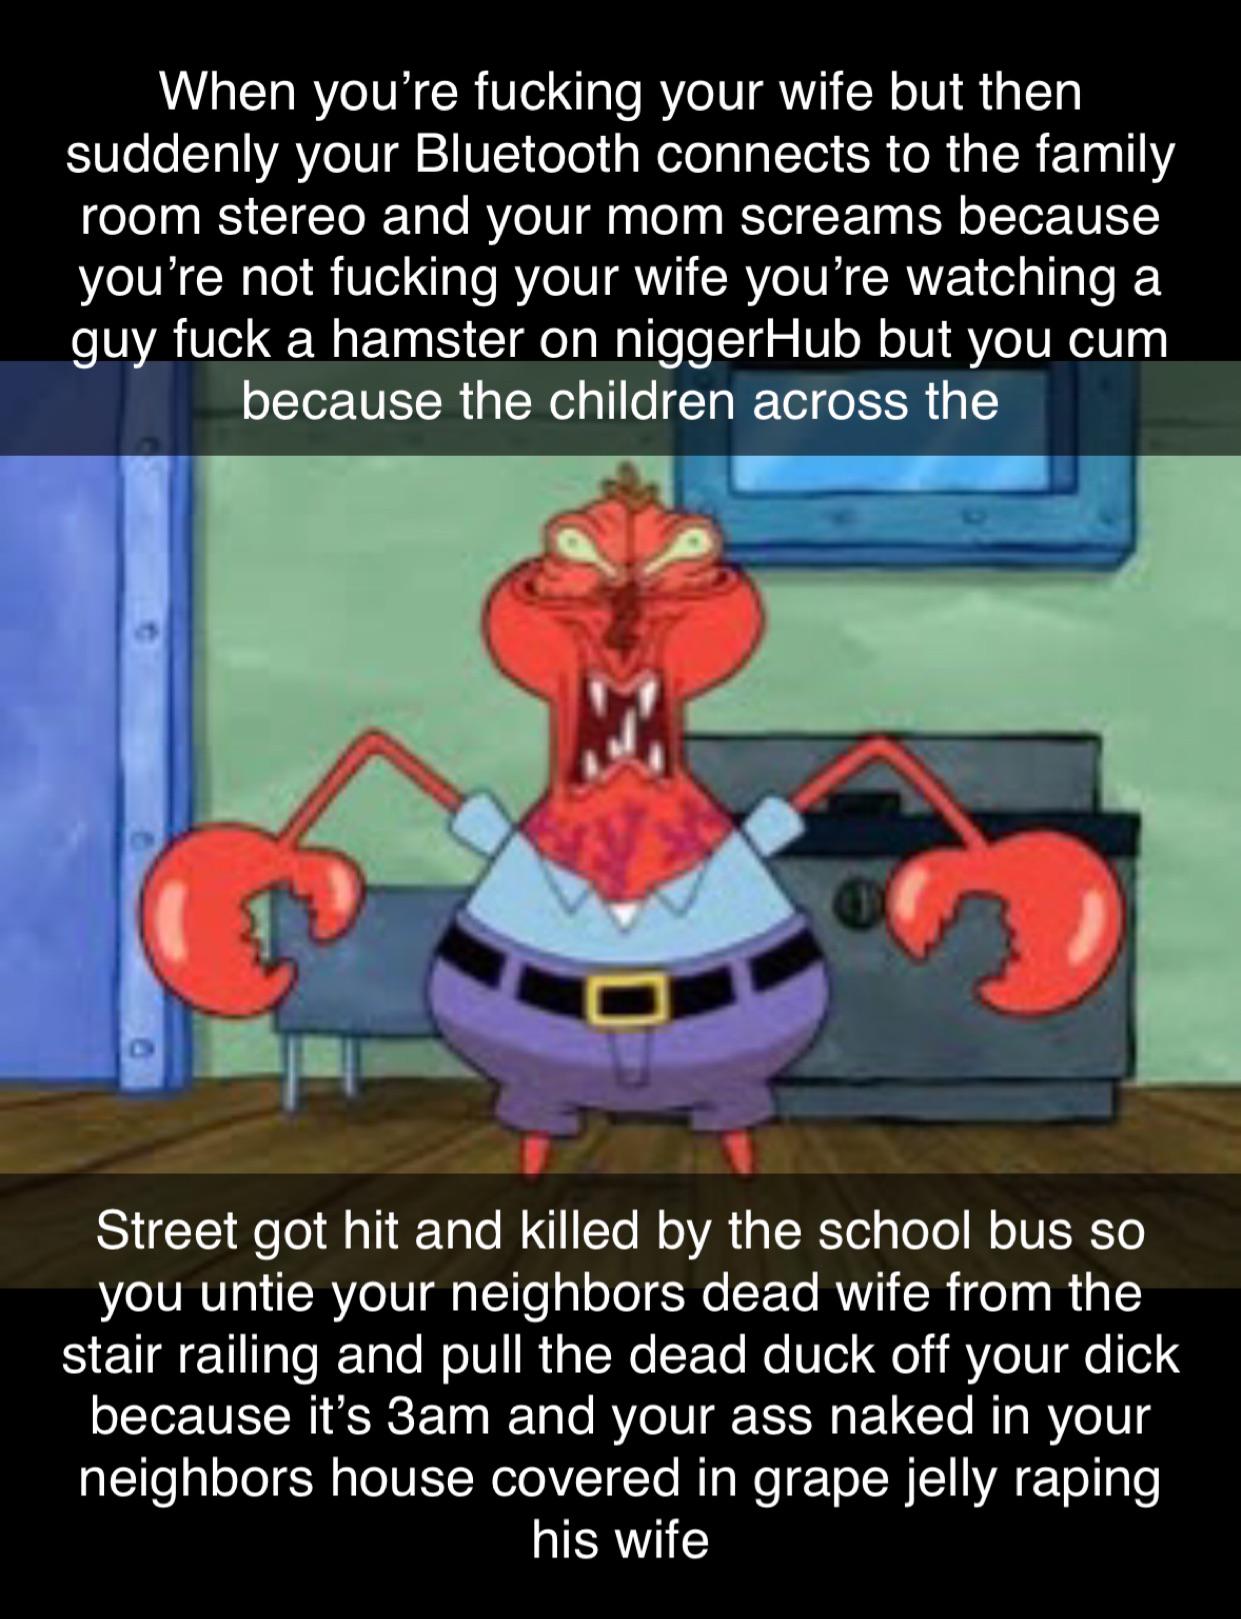 When you’re fucking your wife but then
suddenly your Bluetooth connects to the family
room stereo and your mom screams because
you’re not fucking your wife you’re watching a
guy fuck a hamster on niggerHub but you cum
because the children across the
Street got hit and killed by the school bus so
you untie your neighbors dead wife from the
stair railing and pull the dead duck off your dick
because it’s 3am and your ass naked in your
neighbors house covered in grape jelly raping
his wife